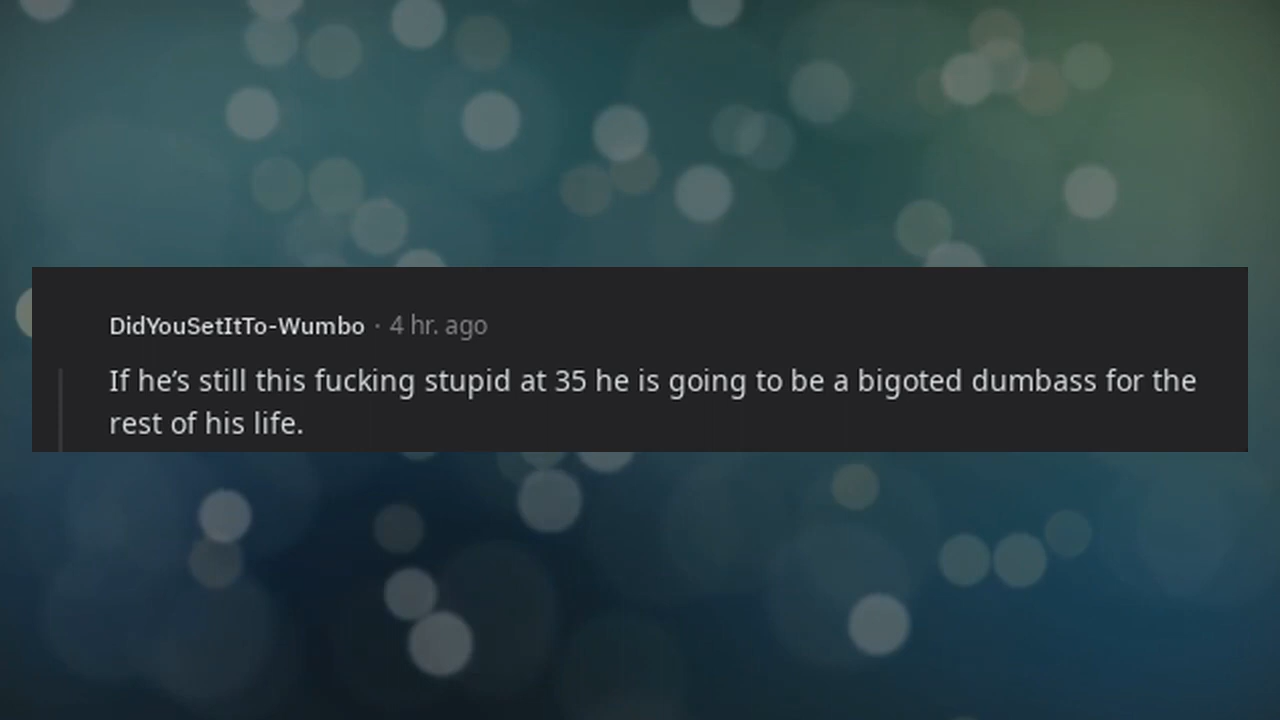 DidYouSetItTo-Wumbo · 4 hr. ago
If he’s still this fucking stupid at 35 he is going to be a bigoted dumbass for the
rest of his life.